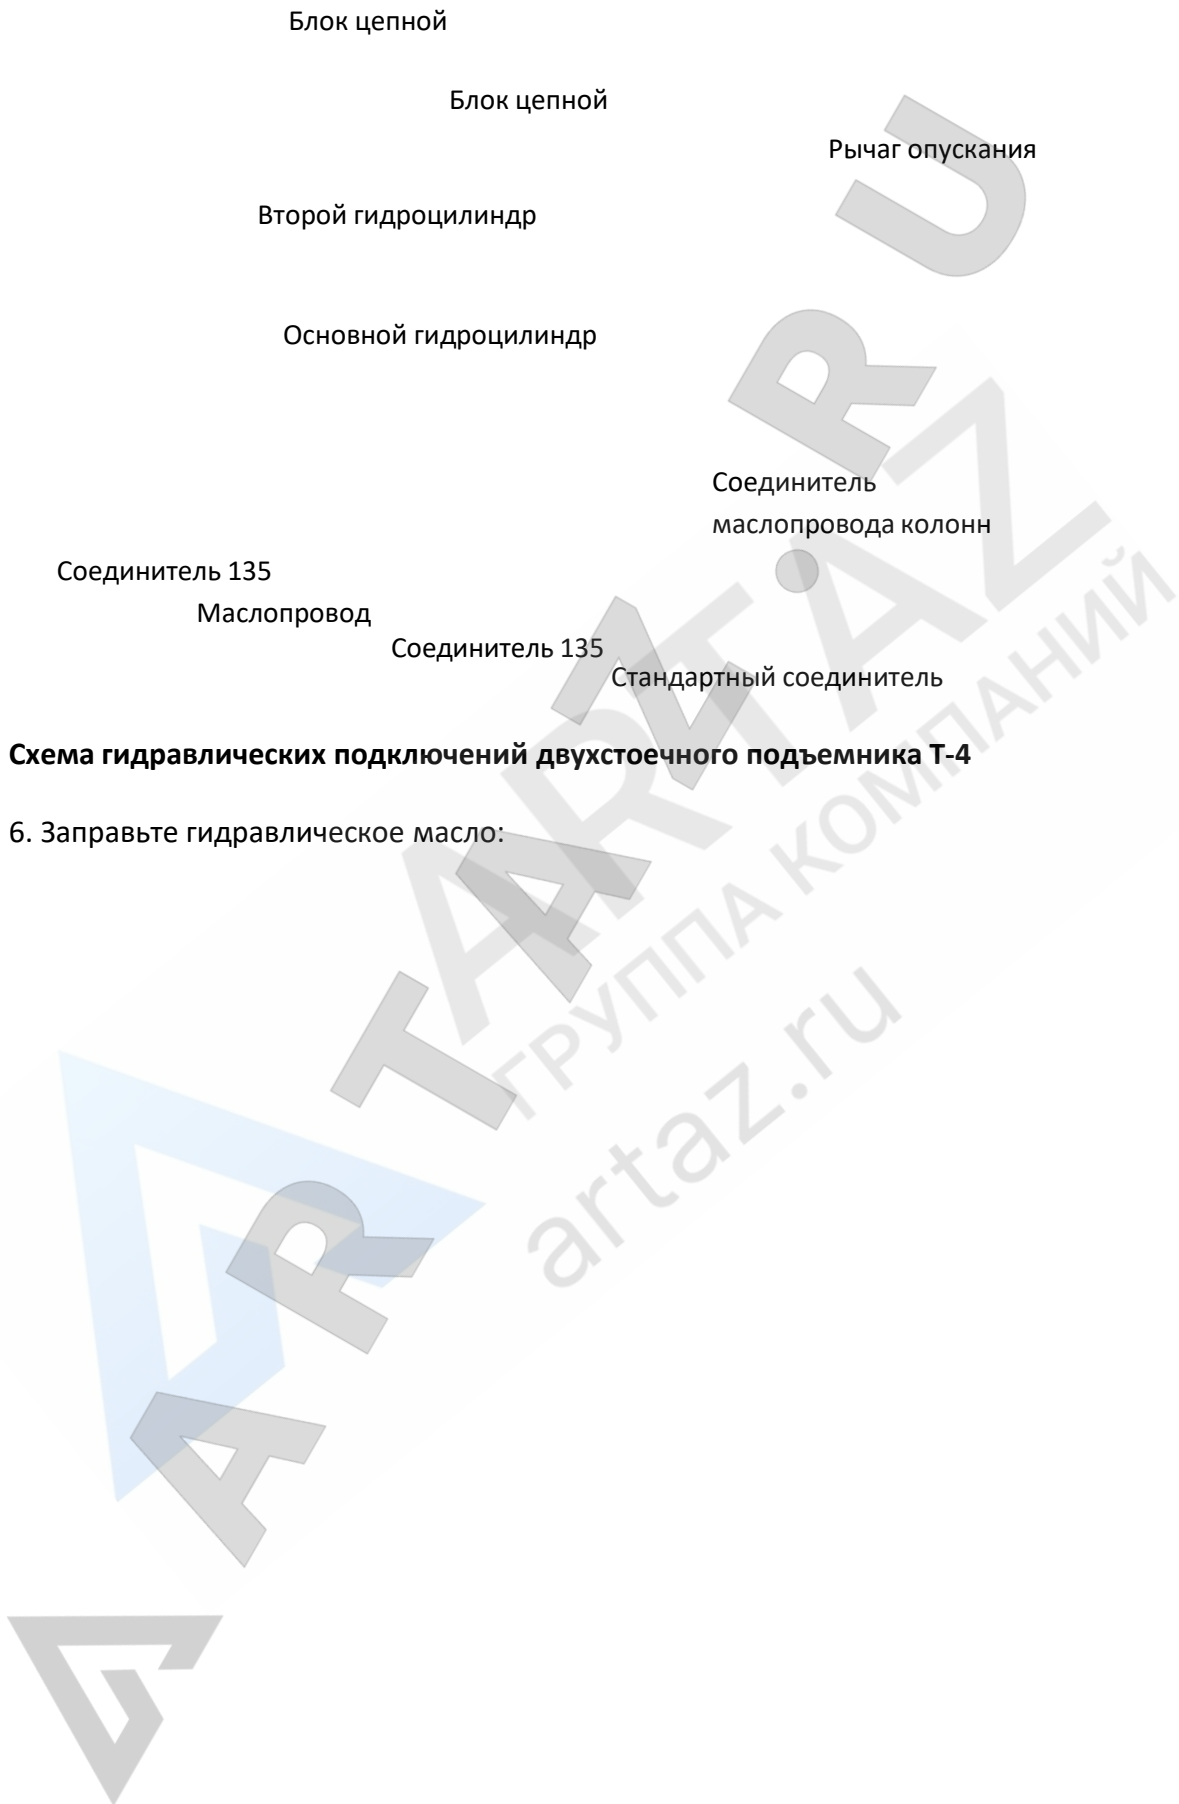 Блок цепной
Блок цепной
Рычаг опускания
Второй гидроцилиндр
Основной гидроцилиндр
Соединитель
маслопровода колонн
Соединитель 135
Маслопровод
Соединитель 135
Стандартный соединитель
Схема гидравлических подключений двухстоечного подъемника Т-4
6. Заправьте гидравлическое масло:
ARTAZ.RU
ARTAZ
ГРУППА КОМПАНИЙ
artaz.ru